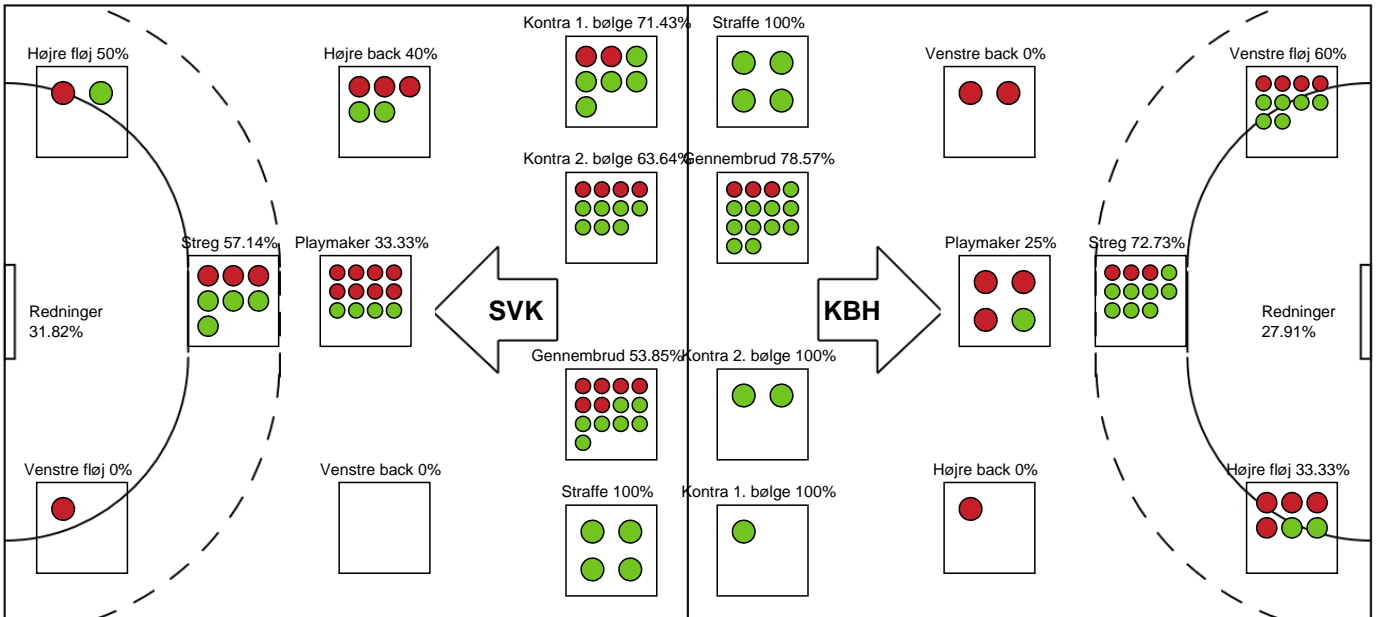 Kontra 1. bølge 71.43%
Straffe 100%
Højre fløj 50%
Højre back 40%
Venstre back 0%
Venstre fløj 60%
Kontra 2. bølge 63.64%
Gennembrud 78.57%
Streg 57.14%
Playmaker 33.33%
Playmaker 25%
Streg 72.73%
Redninger
31.82%
SVK
KBH
Redninger
27.91%
Gennembrud 53.85%
Kontra 2. bølge 100%
Venstre fløj 0%
Venstre back 0%
Højre back 0%
Højre fløj 33.33%
Straffe 100%
Kontra 1. bølge 100%